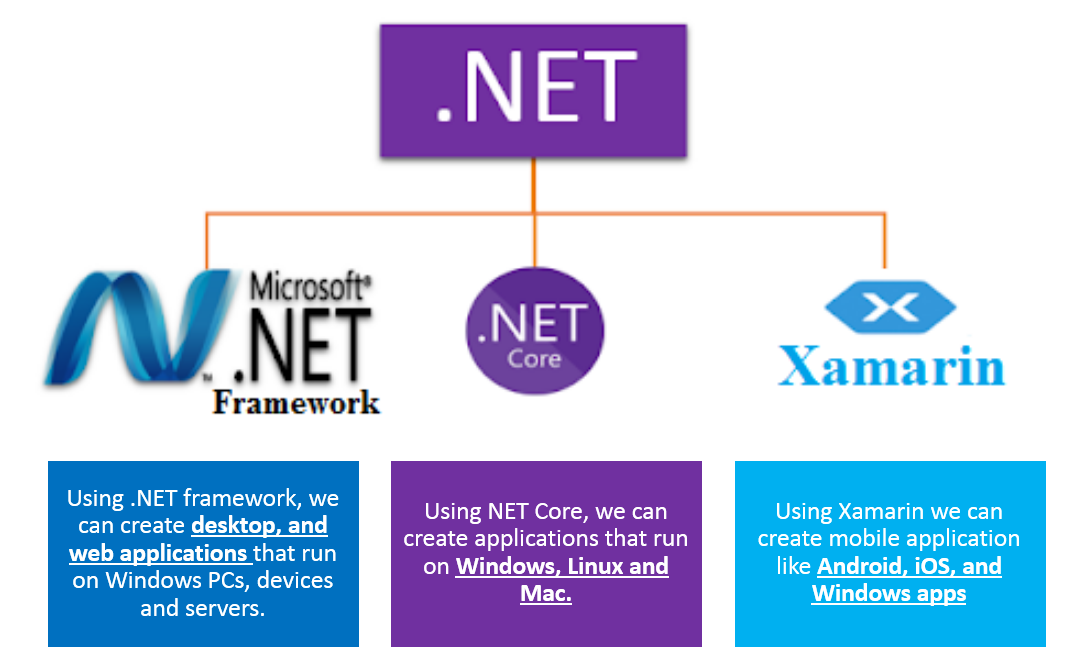 .NET
Microsoft®
.NET
™
Framework
.NET
Core
Xamarin
Using .NET framework, we
can create desktop, and
web applications that run
on Windows PCs, devices
and servers.
Using NET Core, we can
create applications that run
on Windows, Linux and
Mac.
Using Xamarin we can
create mobile application
like Android, iOS, and
Windows apps